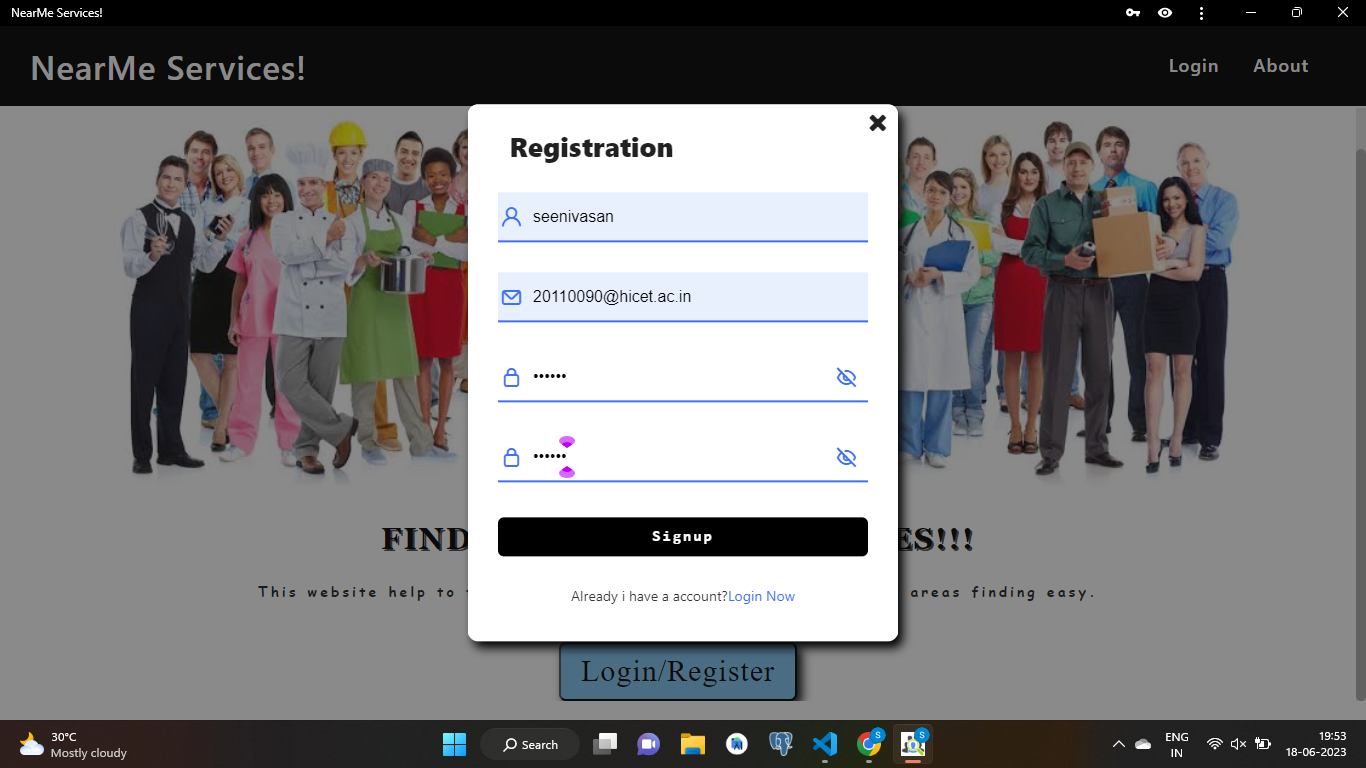 NearMe Services!
NearMe Services!
Login
About
Registration
seenivasan
20110090@hicet.ac.in
••••••
••••••
Signup
Already i have a account?Login Now
FIND ES!!!
This website help to areas finding easy.
Login/Register
30°C
Mostly cloudy
Search
ENG
IN
19:53
18-06-2023